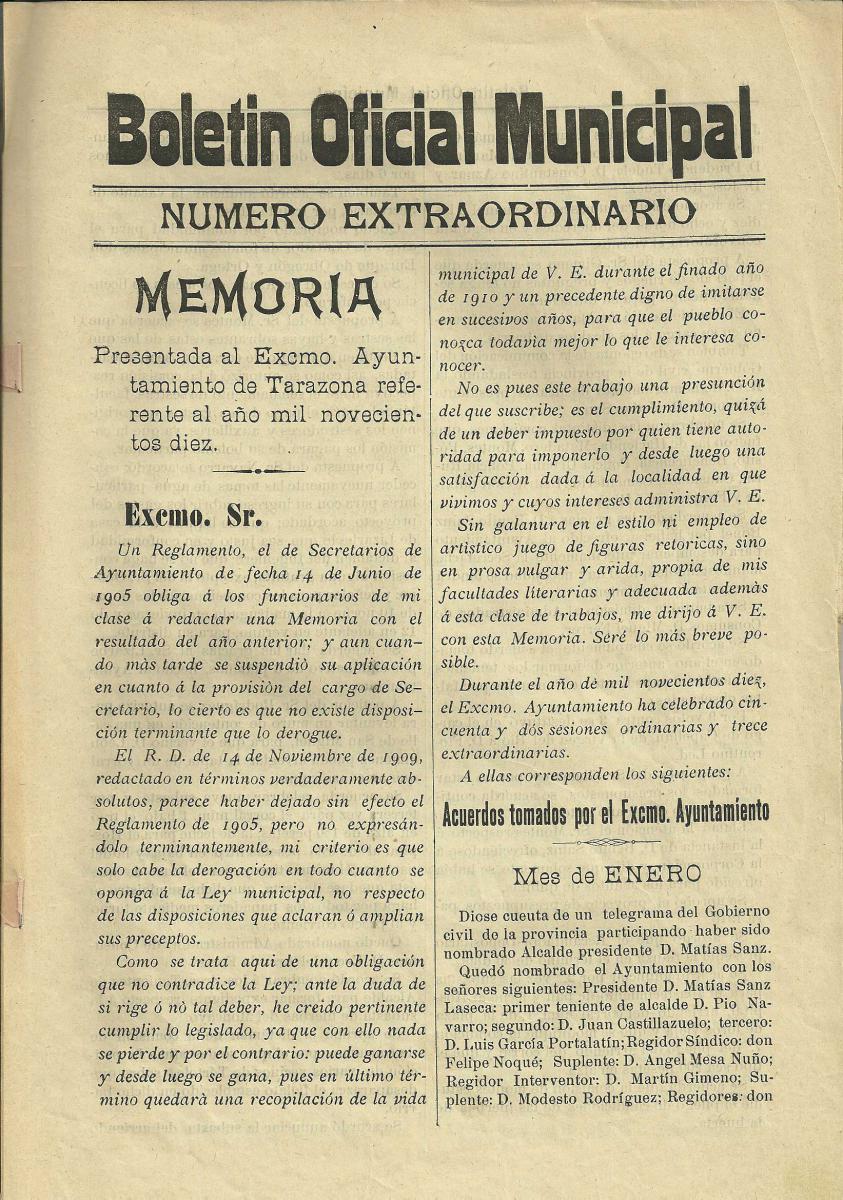 Boletin Oficial Municipal
NUMERO EXTRAORDINARIO
MEMORIA
Presentada al Excmo. Ayun-
tamiento de Tarazona refe-
rente al año mil novecien-
tos diez.
Excmo. Sr.
Un Reglamento, el de Secretarios de
Ayuntamiento de fecha 14 de Junio de
1905 obliga á los funcionarios de mi
clase á redactar una Memoria con el
resultado del año anterior; y aun cuan-
do màs tarde se suspendiò su aplicación
en cuanto á la provisiòn del cargo de Se-
cretario, lo cierto es que no existe disposi-
ción terminante que lo derogue.
El R. D. de 14 de Noviembre de 1909,
redactado en términos verdaderamente ab-
solutos, parece haber dejado sin efecto el
Reglamento de 1905, pero no expresán-
dolo terminantemente, mi criterio es que
solo cabe la derogación en todo cuanto se
oponga á la Ley municipal, no respecto
de las disposiciones que aclaran ó amplian
sus preceptos.
Como se trata aqui de una obligación
que no contradice la Ley; ante la duda de
si rige ó nò tal deber, he creido pertinente
cumplir lo legislado, ya que con ello nada
se pierde y por el contrario: puede ganarse
y desde luego se gana, pues en último tér-
mino quedarà una recopilación de la vida
municipal de V. E. durante el finado año
de 1910 y un precedente digno de imitarse
en sucesivos años, para que el pueblo co-
nozca todavìa mejor lo que le interesa co-
nocer.
No es pues este trabajo una presunción
del que suscribe; es el cumplimiento, quizá
de un deber impuesto por quien tiene auto-
ridad para imponerlo y desde luego una
satisfacción dada á la localidad en que
vivimos y cuyos intereses administra V. E.
Sin galanura en el estilo ni empleo de
artìstico juego de figuras retoricas, sino
en prosa vulgar y arida, propia de mis
facultades literarias y adecuada ademàs
á esta clase de trabajos, me dirijo á V. E.
con esta Memoria. Seré lo más breve po-
sible.
Durante el año dé mil novecientos diez,
el Excmo. Ayuntamiento ha celebrado cin-
cuenta y dós sesiones ordinarias y trece
extraordinarias.
A ellas corresponden los siguientes:
Acuerdos tomados por el Excmo. Ayuntamiento
Mes de ENERO
Diose cueuta de un telegrama del Gobierno
civil de la provincia participando haber sido
nombrado Alcalde presidente D. Matías Sanz.
Quedó nombrado el Ayuntamiento con los
señores siguientes: Presidente D. Matías Sanz
Laseca: primer teniente de alcalde D. Pio Na-
varro; segundo: D. Juan Castillazuelo; tercero:
D. Luis García Portalatín; Regidor Síndico: don
Felipe Noqué; Suplente: D. Angel Mesa Nuño;
Regidor Interventor: D. Martín Gimeno; Su-
plente: D. Modesto Rodríguez; Regidores: don